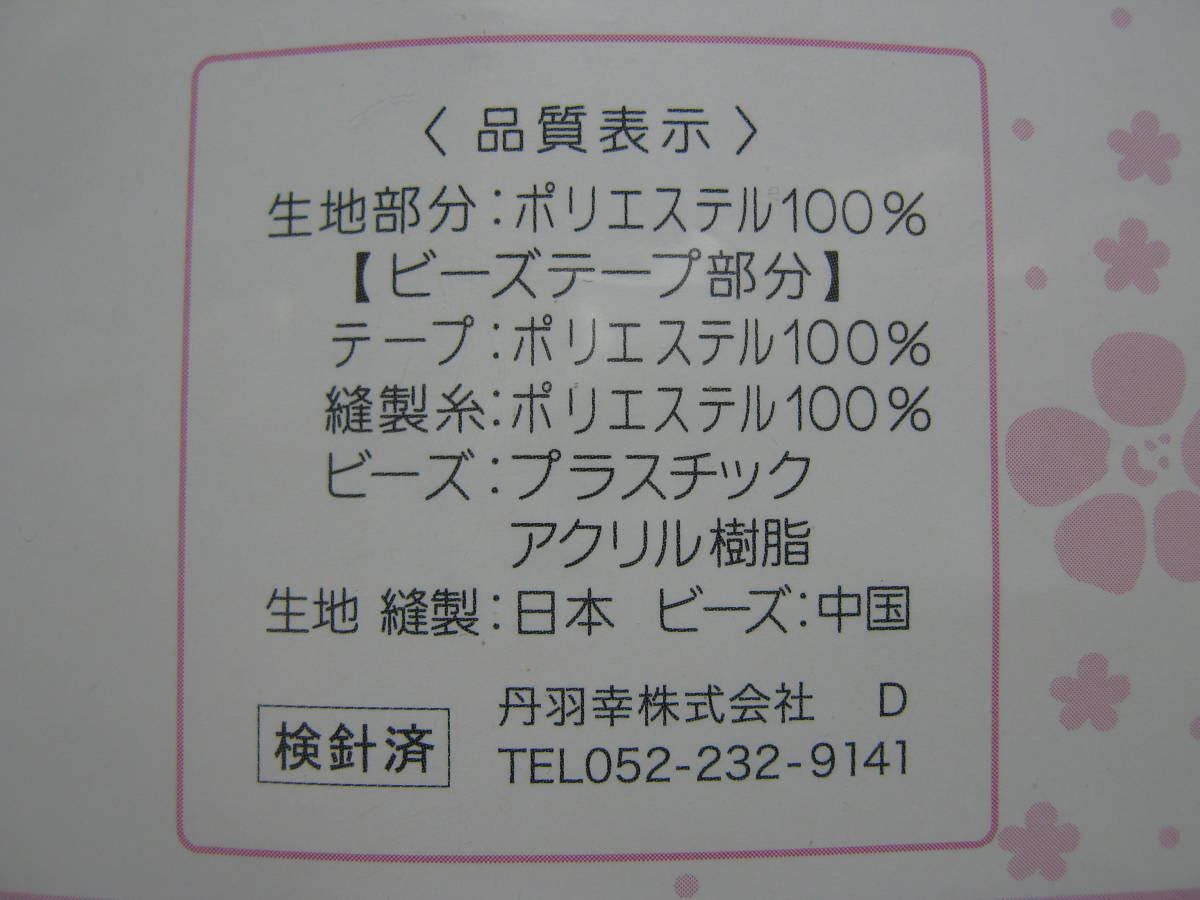 〈 品質表示 〉
生地部分：ポリエステル100％
【ビーズテープ部分】
テープ：ポリエステル100％
縫製糸：ポリエステル100％
ビーズ：プラスチック
アクリル樹脂
生地 縫製：日本 ビーズ：中国
検針済
丹羽幸株式会社 D
TEL052-232-9141